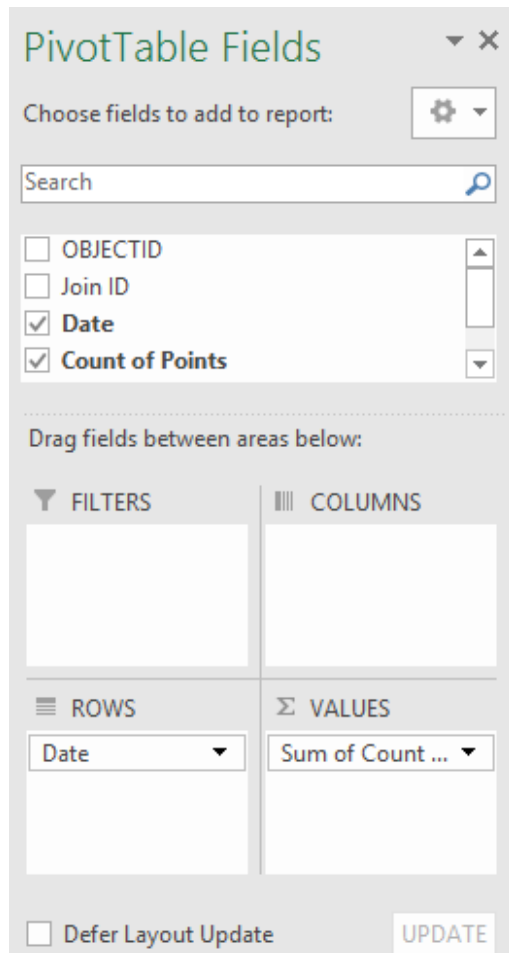 PivotTable Fields
Choose fields to add to report:
Search
OBJECTID
Join ID
Date
Count of Points
Drag fields between areas below:
FILTERS
COLUMNS
ROWS
Σ VALUES
Date
Sum of Count ...
Defer Layout Update
UPDATE